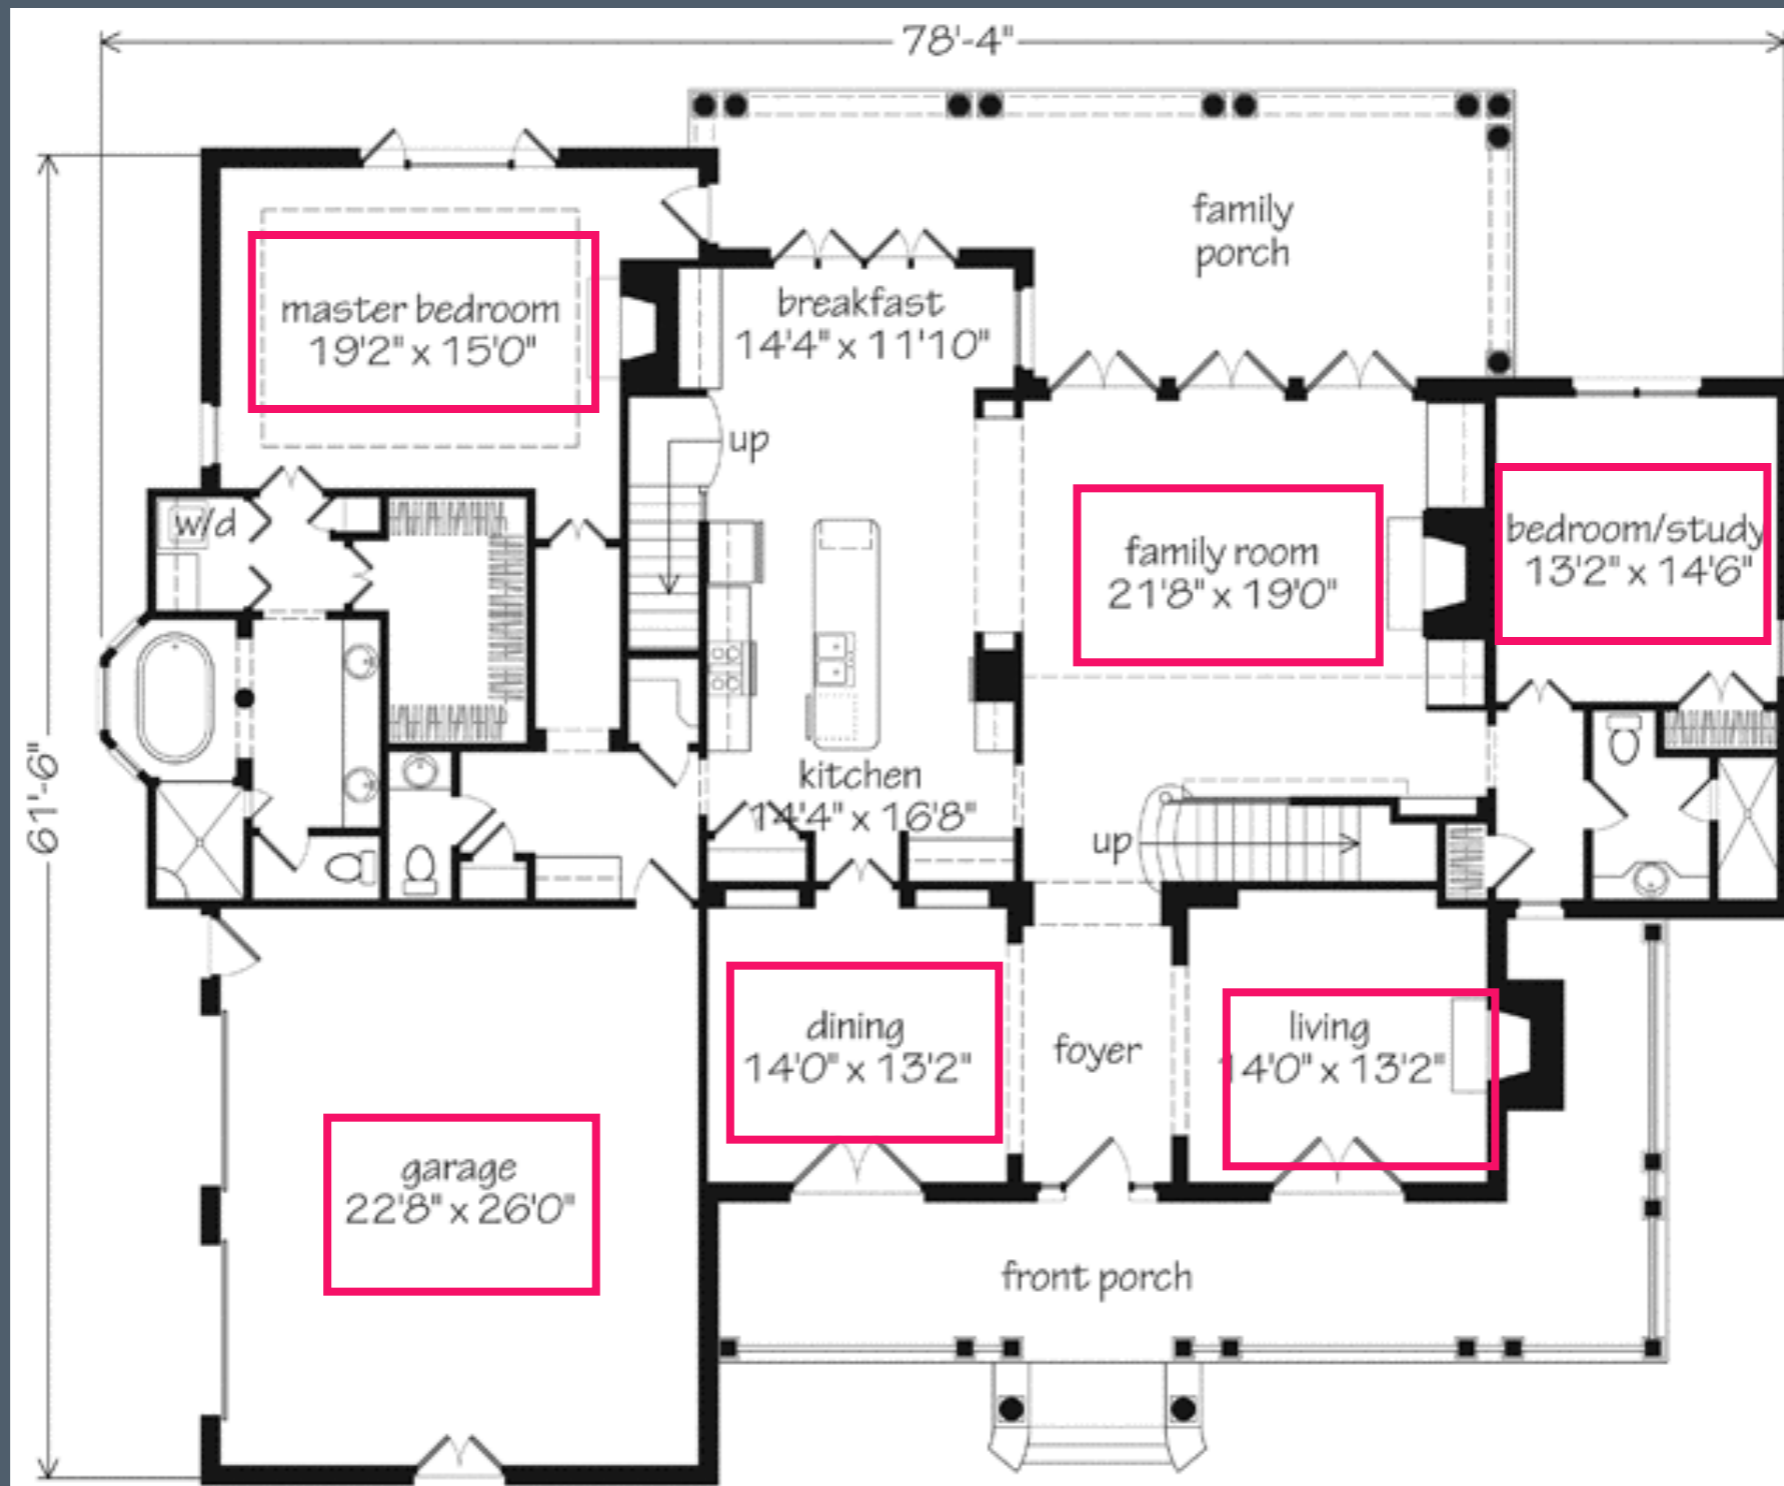 78'-4"
family
porch
master bedroom
19'2" x 15'0"
breakfast
14'4" x 11'10"
up
w/d
family room
21'8" x 19'0"
bedroom/study
13'2" x 14'6"
61'-6"
kitchen
14'4" x 16'8"
up
dining
14'0" x 13'2"
foyer
living
14'0" x 13'2"
garage
22'8" x 26'0"
front porch